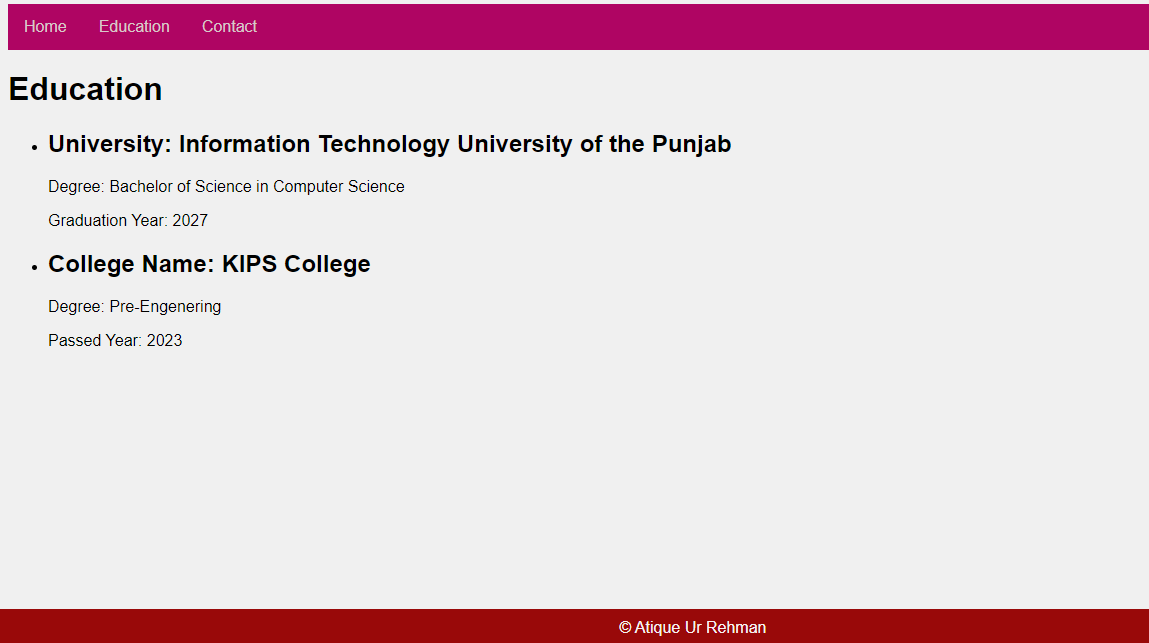 Home Education Contact
Education
• University: Information Technology University of the Punjab
Degree: Bachelor of Science in Computer Science
Graduation Year: 2027
• College Name: KIPS College
Degree: Pre-Engenering
Passed Year: 2023
© Atique Ur Rehman